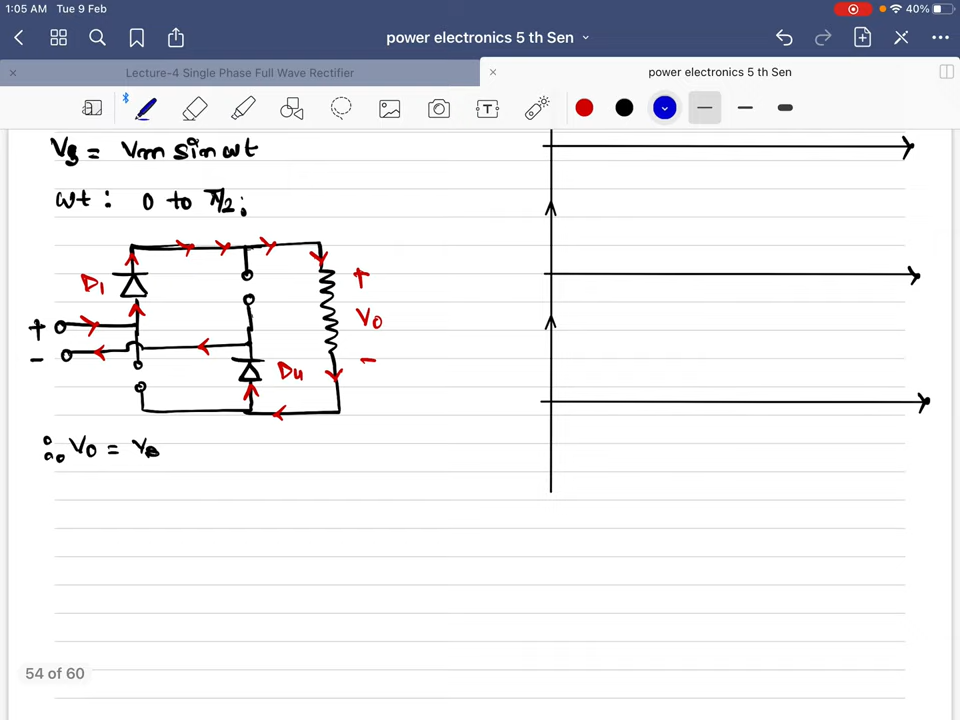 1:05 AM Tue 9 Feb
40%
power electronics 5 th Sen
Lecture-4 Single Phase Full Wave Rectifier
power electronics 5 th Sen
Vs = Vm sin ωt
ωt : 0 to π/2 ;
D1
+
+
Vo
-
D4
-
∴ Vo = Vs
54 of 60